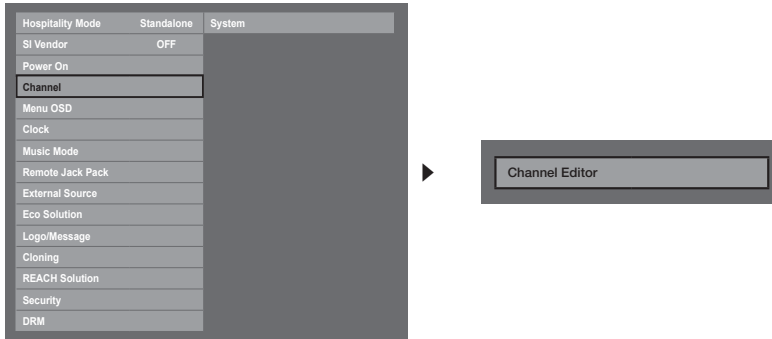 Hospitality Mode Standalone System
SI Vendor OFF
Power On
Channel
Menu OSD
Clock
Music Mode
Remote Jack Pack
External Source
Eco Solution
Logo/Message
Cloning
REACH Solution
Security
DRM
Channel Editor